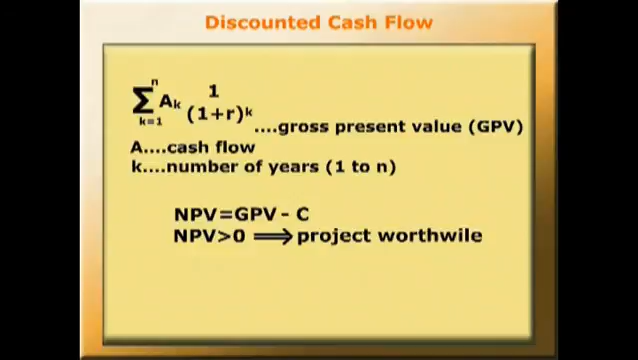 Discounted Cash Flow
n
∑ Ak 1
k=1 (1+r)k
....gross present value (GPV)
A....cash flow
k....number of years (1 to n)
NPV=GPV - C
NPV>0 ⟹ project worthwile